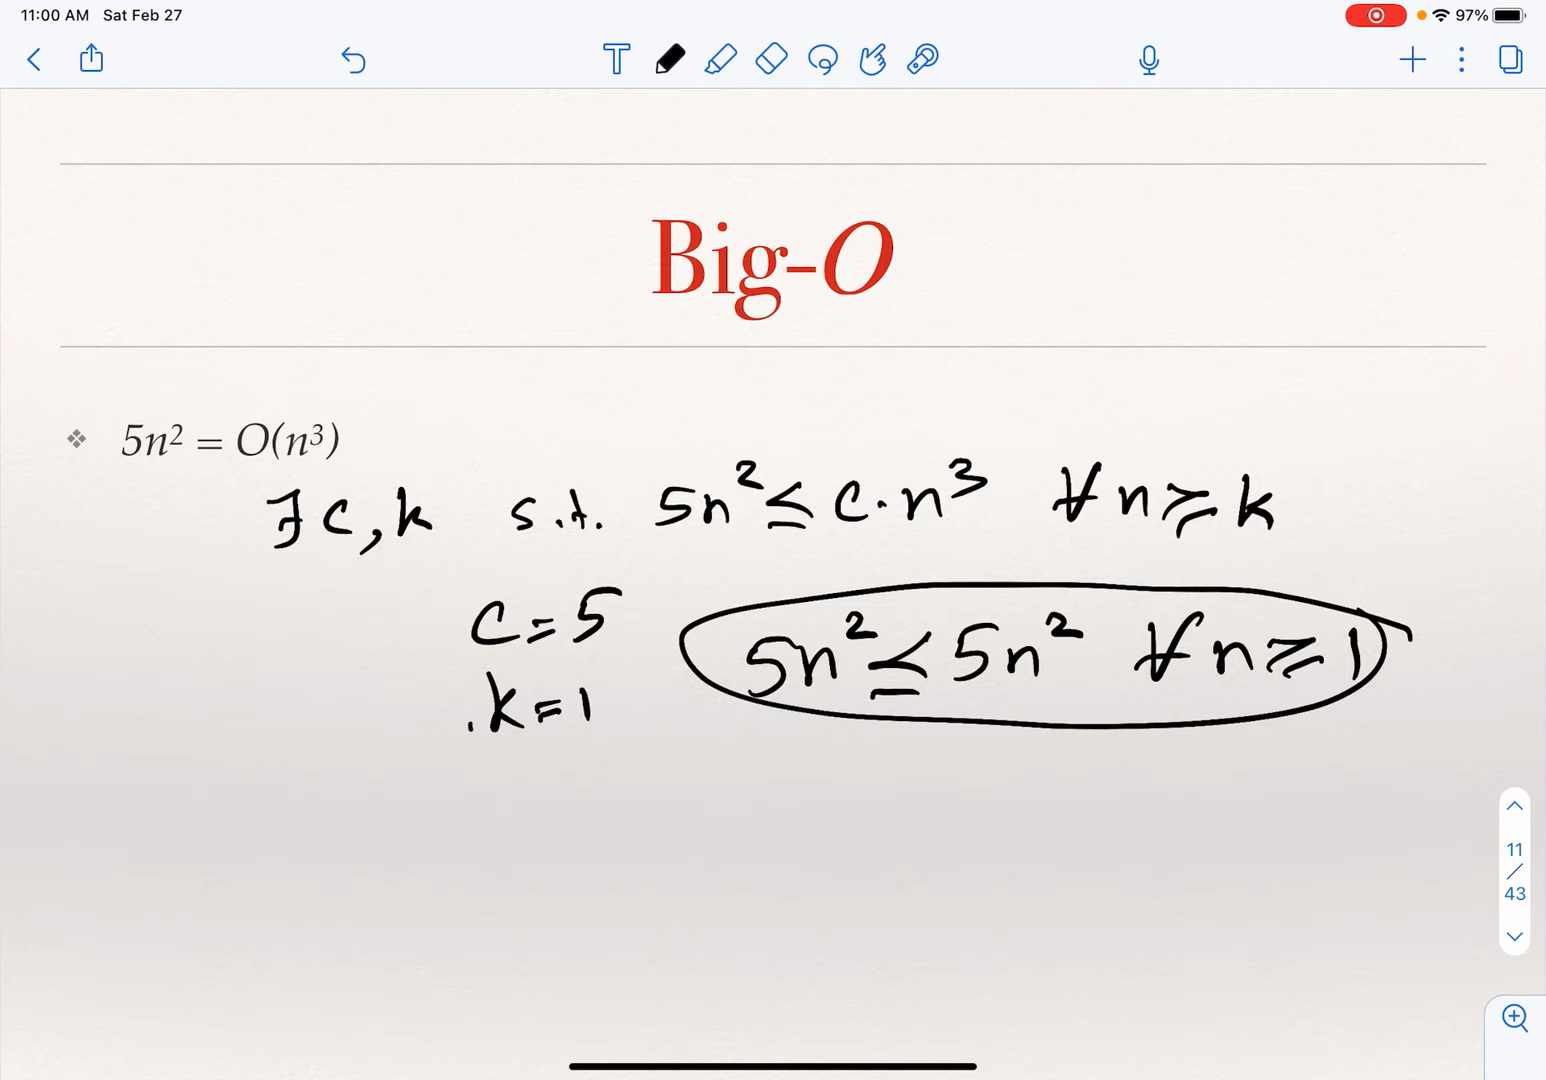 11:00 AM Sat Feb 27
97%
T
Big-O
❖ 5n² = O(n³)
∃ c, k s.t. 5n² ≤ c·n³ ∀ n ≥ k
c = 5
5n² ≤ 5n² ∀ n ≥ 1
.k = 1
11
/
43